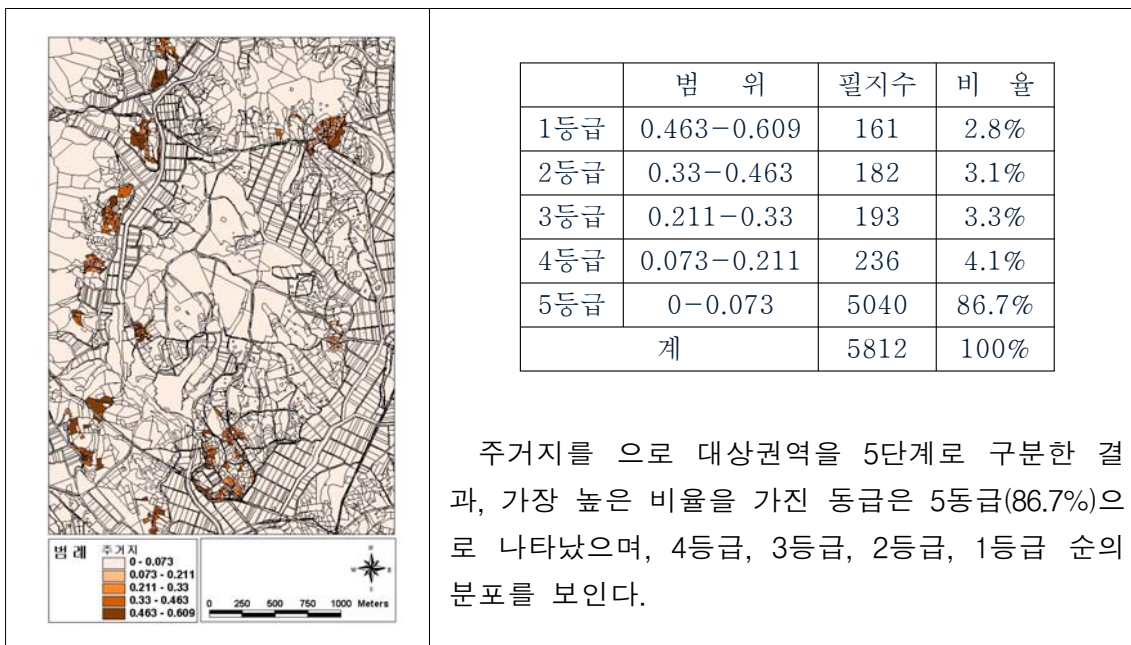 범례 주거지
0 - 0.073
0.073 - 0.211
0.211 - 0.33
0.33 - 0.463
0.463 - 0.609
0 250 500 750 1000 Meters
범 위 필지수 비 율
1등급 0.463-0.609 161 2.8%
2등급 0.33-0.463 182 3.1%
3등급 0.211-0.33 193 3.3%
4등급 0.073-0.211 236 4.1%
5등급 0-0.073 5040 86.7%
계 5812 100%
주거지를 으로 대상권역을 5단계로 구분한 결
과, 가장 높은 비율을 가진 등급은 5등급(86.7%)으
로 나타났으며, 4등급, 3등급, 2등급, 1등급 순의
분포를 보인다.